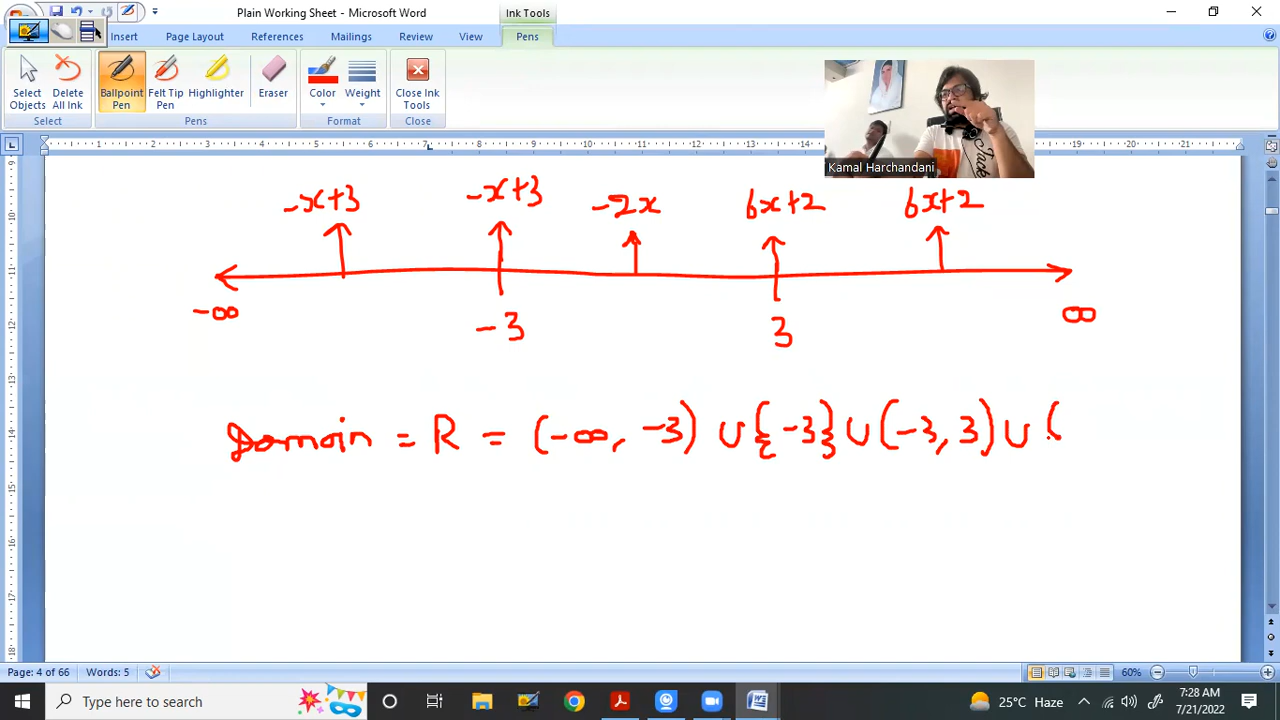 Plain Working Sheet - Microsoft Word
Ink Tools
Insert Page Layout References Mailings Review View Pens
Select Objects
Delete All Ink
Ballpoint Pen
Felt Tip Pen
Highlighter
Eraser
Color
Weight
Close Ink Tools
Select Pens Format Close
Kamal Harchandani
-x+3 -x+3 -2x 6x+2 6x+2
-∞ -3 3 ∞
Domain = R = (-∞, -3) ∪ {-3} ∪ (-3, 3) ∪ {
Page: 4 of 66 Words: 5 60%
Type here to search
25°C Haze
7:28 AM
7/21/2022